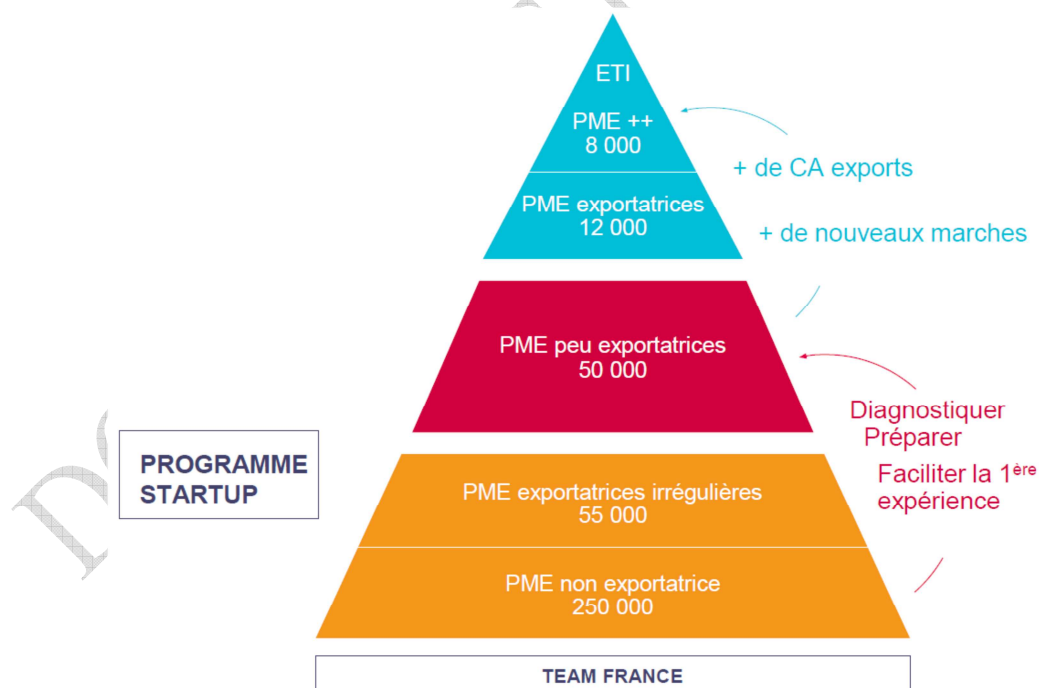 ETI
PME ++
8 000
+ de CA exports
PME exportatrices
12 000
+ de nouveaux marches
PME peu exportatrices
50 000
Diagnostiquer
Préparer
Faciliter la 1ère
expérience
PROGRAMME
STARTUP
PME exportatrices irrégulières
55 000
PME non exportatrice
250 000
TEAM FRANCE